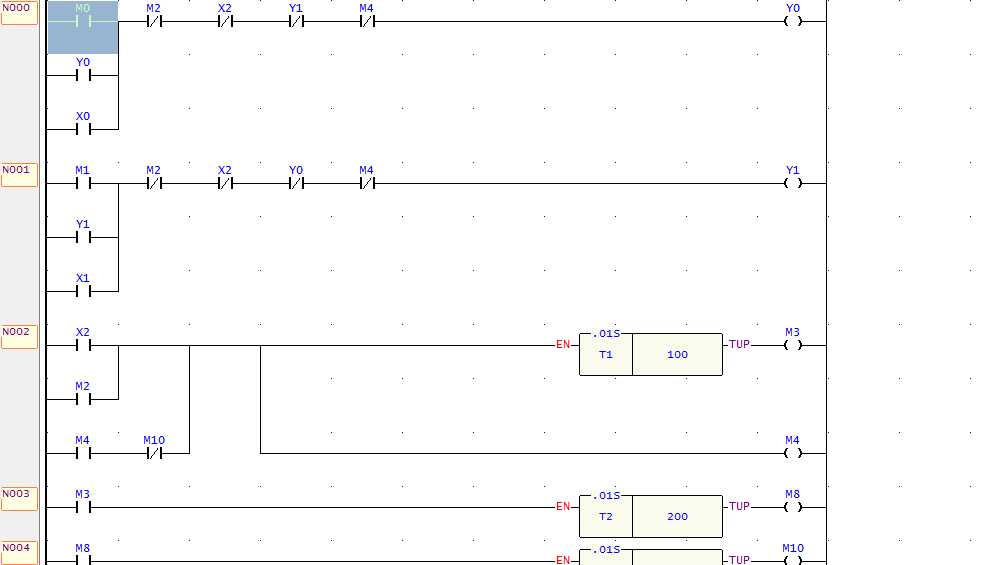 N000 M0 M2 X2 Y1 M4 Y0
Y0
X0
N001 M1 M2 X2 Y0 M4 Y1
Y1
X1
N002 X2 .01S M3
EN TUP
T1 100
M2
M4 M10 M4
N003 M3 .01S M8
EN TUP
T2 200
N004 M8 .01S M10
EN TUP